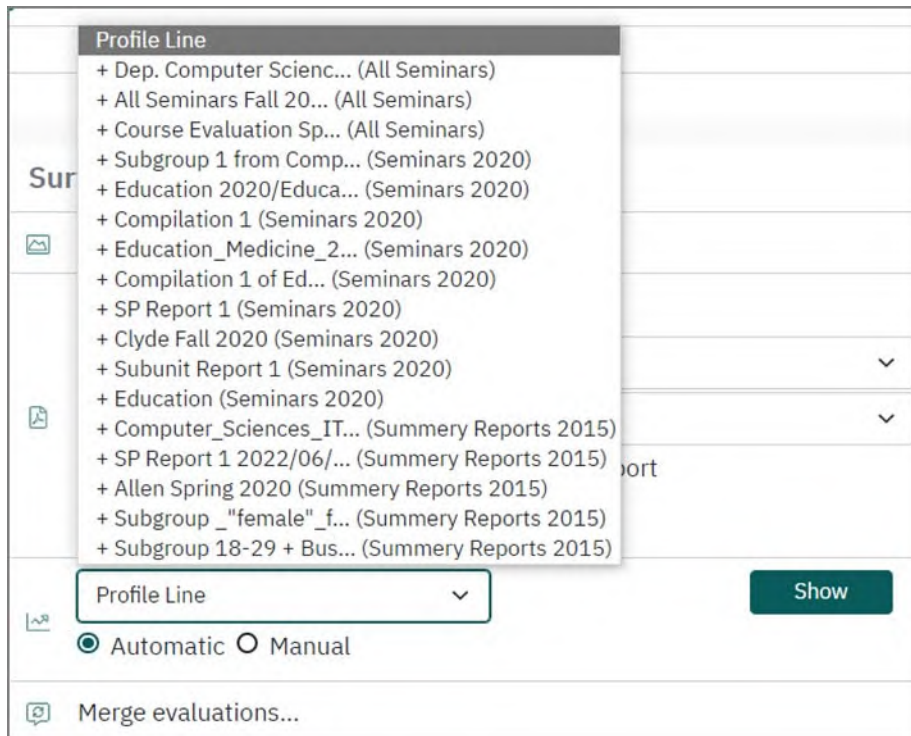 Profile Line
+ Dep. Computer Scienc... (All Seminars)
+ All Seminars Fall 20... (All Seminars)
+ Course Evaluation Sp... (All Seminars)
+ Subgroup 1 from Comp... (Seminars 2020)
Sur
+ Education 2020/Educa... (Seminars 2020)
+ Compilation 1 (Seminars 2020)
+ Education_Medicine_2... (Seminars 2020)
+ Compilation 1 of Ed... (Seminars 2020)
+ SP Report 1 (Seminars 2020)
+ Clyde Fall 2020 (Seminars 2020)
+ Subunit Report 1 (Seminars 2020)
+ Education (Seminars 2020)
+ Computer_Sciences_IT... (Summery Reports 2015)
+ SP Report 1 2022/06/... (Summery Reports 2015)
ort
+ Allen Spring 2020 (Summery Reports 2015)
+ Subgroup _"female"_f... (Summery Reports 2015)
+ Subgroup 18-29 + Bus... (Summery Reports 2015)
Profile Line
Show
Automatic Manual
Merge evaluations...